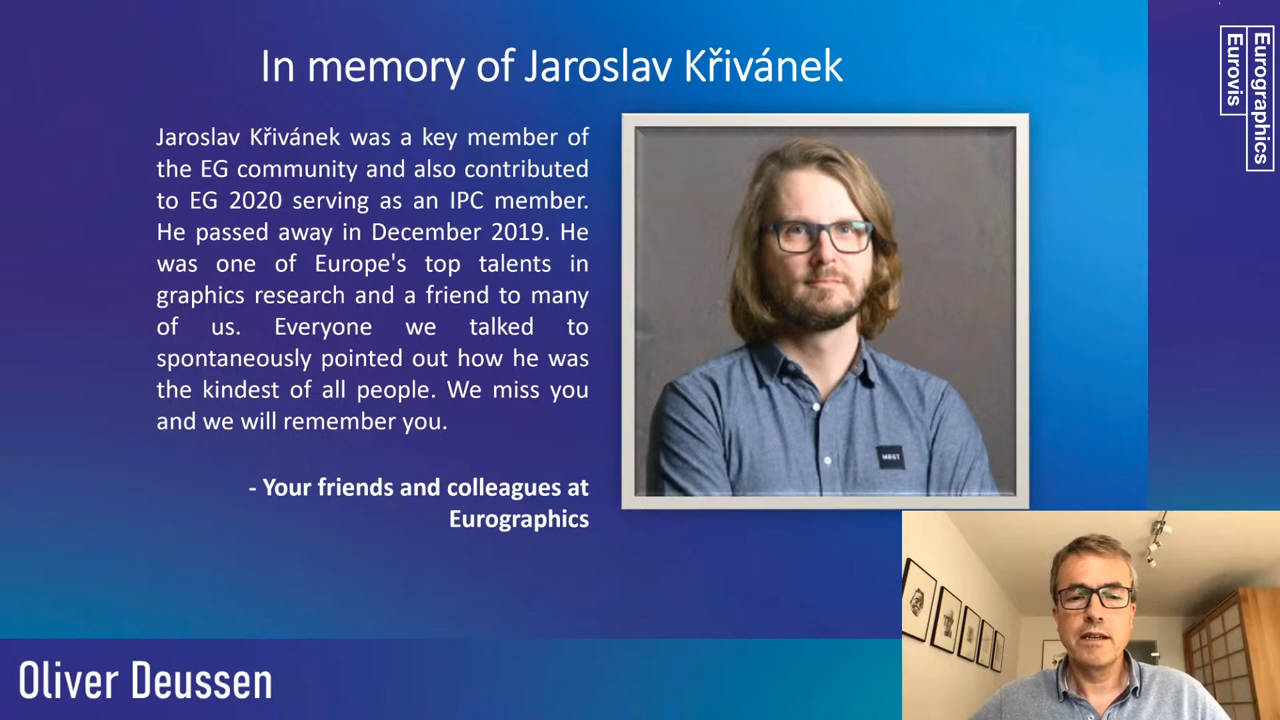 In memory of Jaroslav Křivánek
Jaroslav Křivánek was a key member of
the EG community and also contributed
to EG 2020 serving as an IPC member.
He passed away in December 2019. He
was one of Europe's top talents in
graphics research and a friend to many
of us. Everyone we talked to
spontaneously pointed out how he was
the kindest of all people. We miss you
and we will remember you.
- Your friends and colleagues at
Eurographics
Eurographics
Eurovis
Oliver Deussen